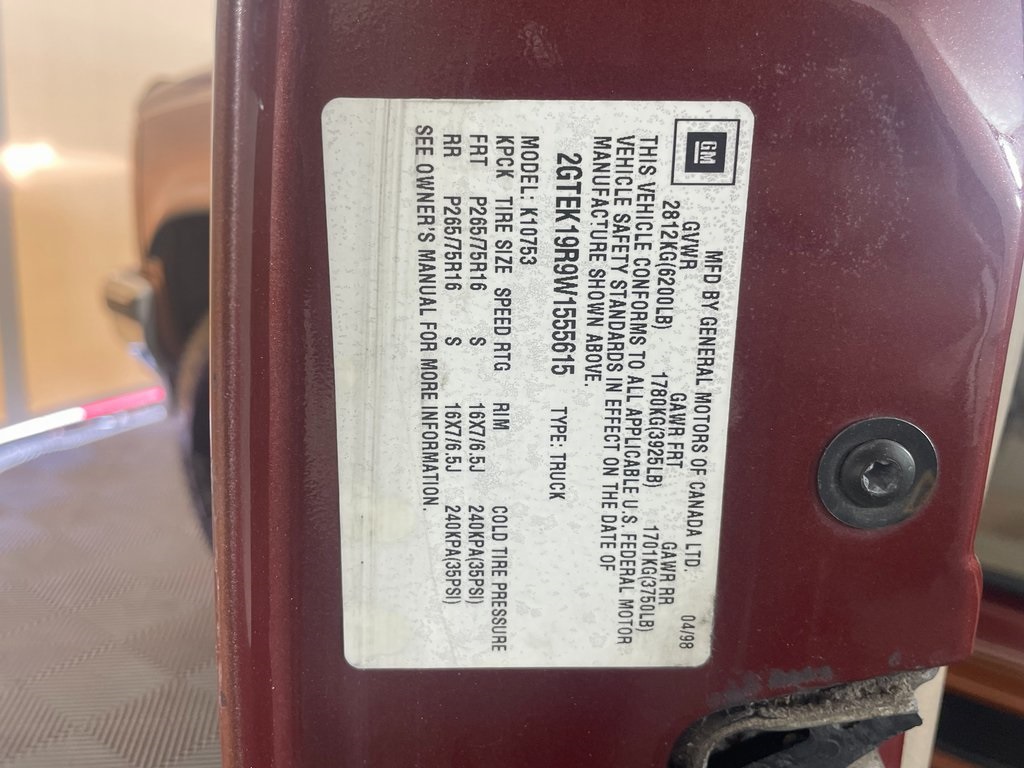 GM
MFD BY GENERAL MOTORS OF CANADA LTD. 04/98
GVWR GAWR FRT GAWR RR
2812KG(6200LB) 1780KG(3925LB) 1701KG(3750LB)
THIS VEHICLE CONFORMS TO ALL APPLICABLE U.S. FEDERAL MOTOR
VEHICLE SAFETY STANDARDS IN EFFECT ON THE DATE OF
MANUFACTURE SHOWN ABOVE.
2GTEK19R9W1555615 TYPE: TRUCK
MODEL: K10753
KPCK TIRE SIZE SPEED RTG RIM COLD TIRE PRESSURE
FRT P265/75R16 S 16X7/6.5J 240KPA(35PSI)
RR P265/75R16 S 16X7/6.5J 240KPA(35PSI)
SEE OWNER'S MANUAL FOR MORE INFORMATION.